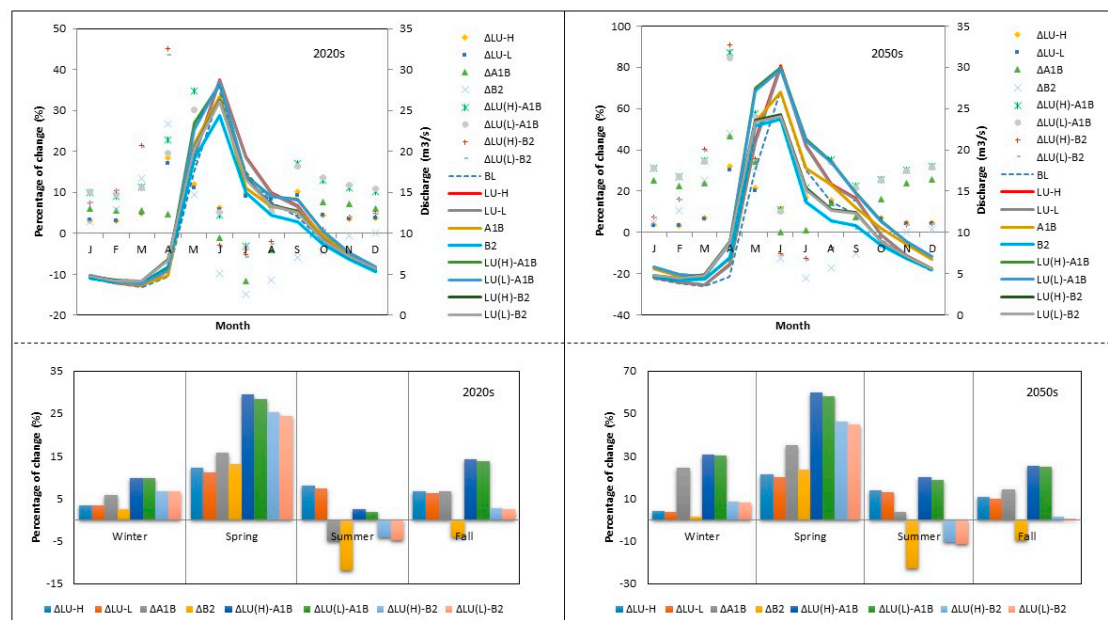 50
40
30
20
10
0
-10
-20
Percentage of change (%)
J F M A M J J A S O N D
Month
2020s
35
30
25
20
15
10
5
0
Discharge (m3/s)
ΔLU-H
ΔLU-L
ΔA1B
ΔB2
ΔLU(H)-A1B
ΔLU(L)-A1B
ΔLU(H)-B2
ΔLU(L)-B2
BL
LU-H
LU-L
A1B
B2
LU(H)-A1B
LU(L)-A1B
LU(H)-B2
LU(L)-B2
100
80
60
40
20
0
-20
-40
Percentage of change (%)
J F M A M J J A S O N D
Month
2050s
35
30
25
20
15
10
5
0
Discharge (m3/s)
ΔLU-H
ΔLU-L
ΔA1B
ΔB2
ΔLU(H)-A1B
ΔLU(L)-A1B
ΔLU(H)-B2
ΔLU(L)-B2
BL
LU-H
LU-L
A1B
B2
LU(H)-A1B
LU(L)-A1B
LU(H)-B2
LU(L)-B2
35
25
15
5
-5
-15
Percentage of change (%)
2020s
Winter Spring Summer Fall
ΔLU-H ΔLU-L ΔA1B ΔB2 ΔLU(H)-A1B ΔLU(L)-A1B ΔLU(H)-B2 ΔLU(L)-B2
70
50
30
10
-10
-30
Percentage of change (%)
2050s
Winter Spring Summer Fall
ΔLU-H ΔLU-L ΔA1B ΔB2 ΔLU(H)-A1B ΔLU(L)-A1B ΔLU(H)-B2 ΔLU(L)-B2